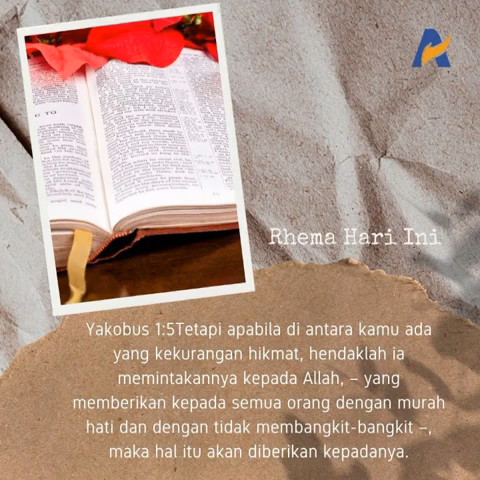 Rhema Hari Ini
Yakobus 1:5Tetapi apabila di antara kamu ada
yang kekurangan hikmat, hendaklah ia
memintakannya kepada Allah, – yang
memberikan kepada semua orang dengan murah
hati dan dengan tidak membangkit-bangkit –,
maka hal itu akan diberikan kepadanya.